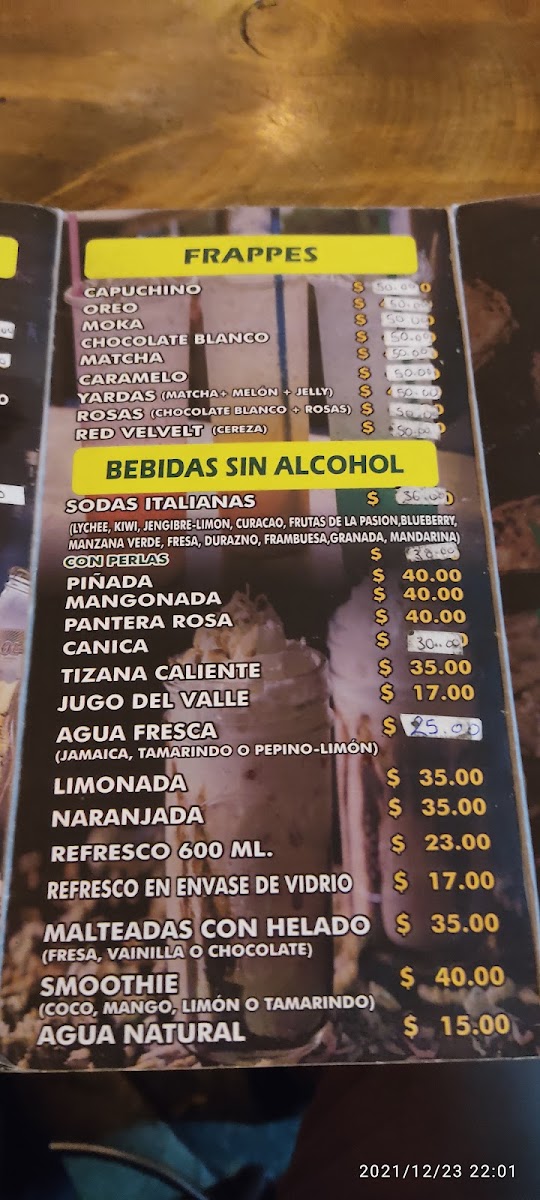 FRAPPES
CAPUCHINO $ 50.00
OREO $ 50.00
MOKA $ 50.00
CHOCOLATE BLANCO $ 50.00
MATCHA $ 50.00
CARAMELO $ 50.00
YARDAS (MATCHA+ MELÓN + JELLY) $ 50.00
ROSAS (CHOCOLATE BLANCO + ROSAS) $ 50.00
RED VELVELT (CEREZA) $ 50.00
BEBIDAS SIN ALCOHOL
SODAS ITALIANAS $ 36.00
(LYCHEE, KIWI, JENGIBRE-LIMON, CURACAO, FRUTAS DE LA PASION,BLUEBERRY,
MANZANA VERDE, FRESA, DURAZNO, FRAMBUESA,GRANADA, MANDARINA)
CON PERLAS $ 38.00
PIÑADA $ 40.00
MANGONADA $ 40.00
PANTERA ROSA $ 40.00
CANICA $ 30.00
TIZANA CALIENTE $ 35.00
JUGO DEL VALLE $ 17.00
AGUA FRESCA $ 25.00
(JAMAICA, TAMARINDO O PEPINO-LIMÓN)
LIMONADA $ 35.00
NARANJADA $ 35.00
REFRESCO 600 ML. $ 23.00
REFRESCO EN ENVASE DE VIDRIO $ 17.00
MALTEADAS CON HELADO $ 35.00
(FRESA, VAINILLA O CHOCOLATE)
SMOOTHIE $ 40.00
(COCO, MANGO, LIMÓN O TAMARINDO)
AGUA NATURAL $ 15.00
2021/12/23 22:01